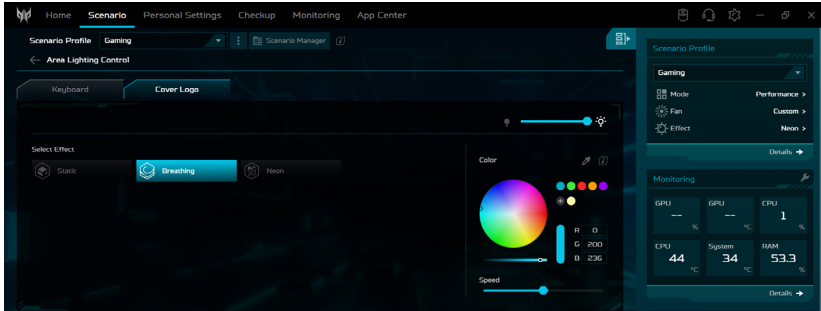 Home Scenario Personal Settings Checkup Monitoring App Center
Scenario Profile Gaming Scenario Manager
Area Lighting Control
Keyboard Cover Logo
Select Effect
Static Breathing Neon
Color
R 0
G 200
B 236
Speed
Scenario Profile
Gaming
Mode Performance >
Fan Custom >
Effect Neon >
Details →
Monitoring
GPU GPU CPU
-- -- 1
% °C %
CPU System RAM
44 34 53.3
°C °C %
Details →